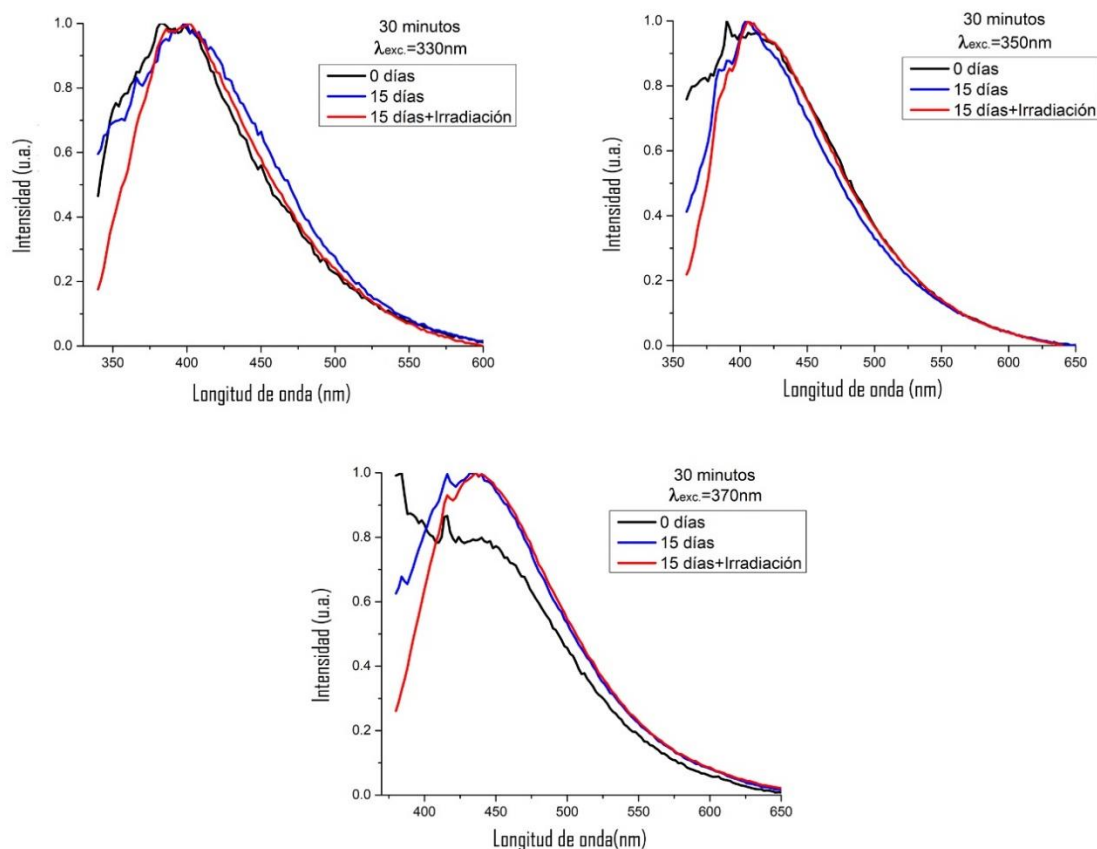 30 minutos
λexc.=330nm
0 días
15 días
15 días+Irradiación
Intensidad (u.a.)
1.0
0.8
0.6
0.4
0.2
0.0
350 400 450 500 550 600
Longitud de onda (nm)
30 minutos
λexc.=350nm
0 días
15 días
15 días+Irradiación
Intensidad (u.a.)
1.0
0.8
0.6
0.4
0.2
0.0
350 400 450 500 550 600 650
Longitud de onda (nm)
30 minutos
λexc.=370nm
0 días
15 días
15 días+Irradiación
Intensidad (u.a.)
1.0
0.8
0.6
0.4
0.2
0.0
400 450 500 550 600 650
Longitud de onda(nm)